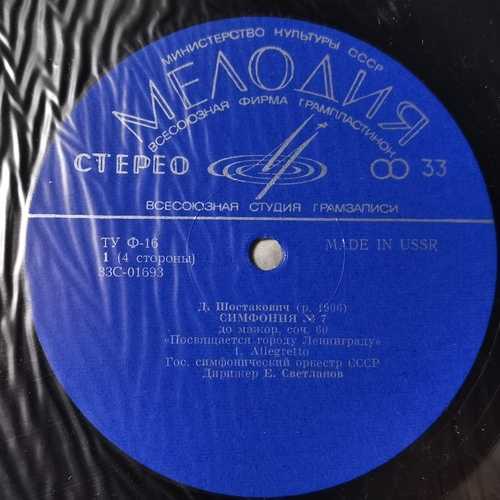 МИНИСТЕРСТВО КУЛЬТУРЫ СССР
МЕЛОДИЯ
ВСЕСОЮЗНАЯ ФИРМА ГРАМПЛАСТИНОК
СТЕРЕО 33
ВСЕСОЮЗНАЯ СТУДИЯ ГРАМЗАПИСИ
ТУ Ф-16 MADE IN USSR
1 (4 стороны)
33С-01693
Д. Шостакович (р. 1906)
СИМФОНИЯ № 7
до мажор, соч. 60
«Посвящается городу Ленинграду»
1. Allegretto
Гос. симфонический оркестр СССР
Дирижер Е. Светланов